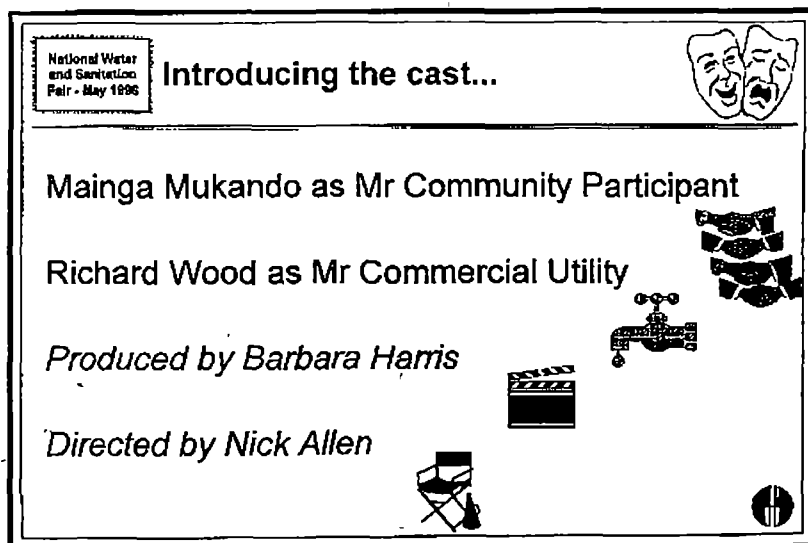 National Water
and Sanitation
Fair - May 1996
Introducing the cast...
Mainga Mukando as Mr Community Participant
Richard Wood as Mr Commercial Utility
Produced by Barbara Harris
Directed by Nick Allen